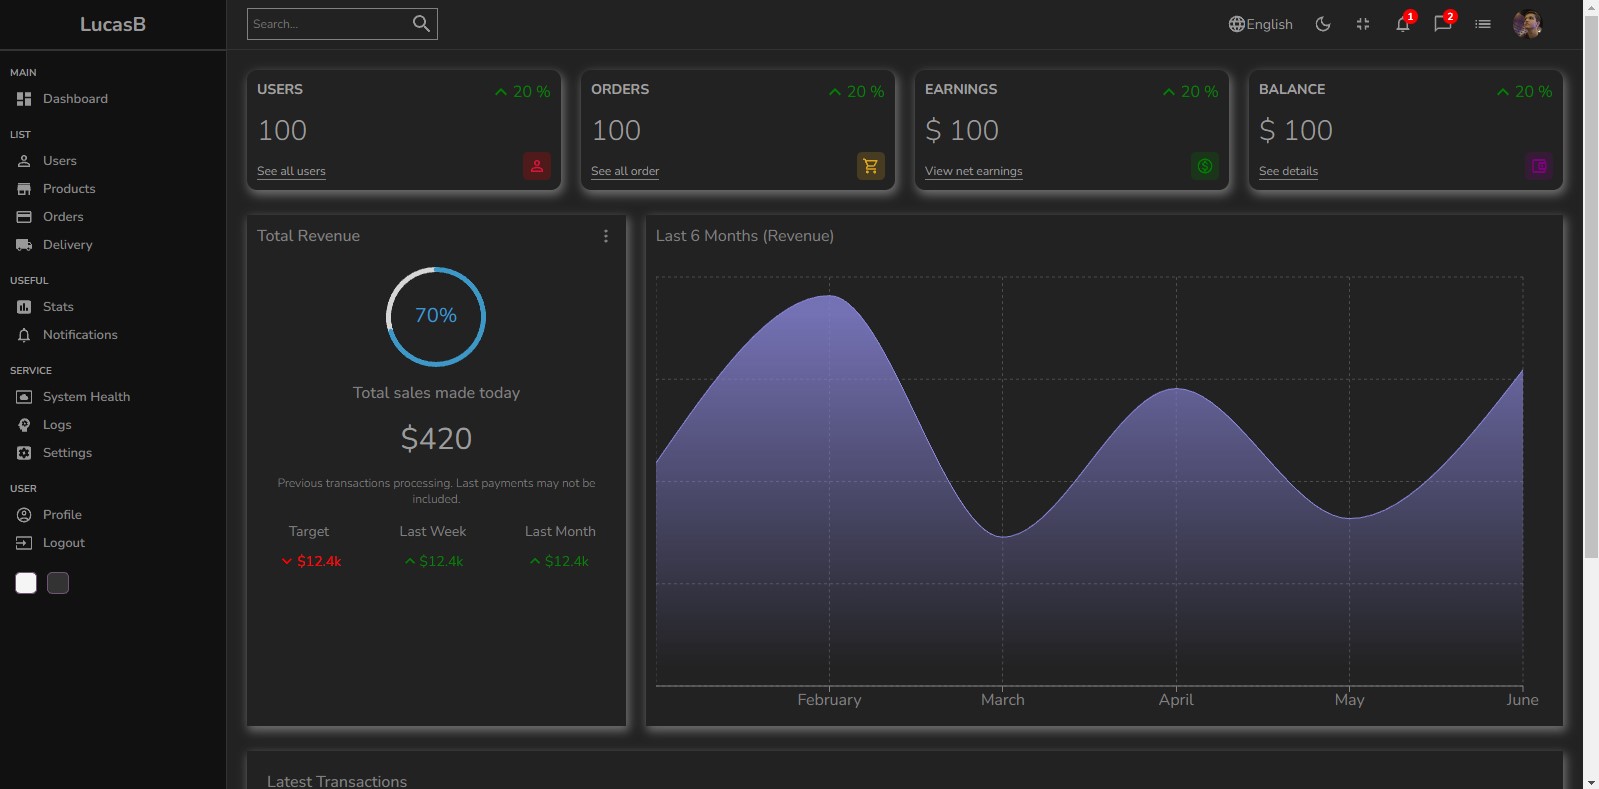 LucasB
Search...
English
1
2
MAIN
Dashboard
LIST
Users
Products
Orders
Delivery
USEFUL
Stats
Notifications
SERVICE
System Health
Logs
Settings
USER
Profile
Logout
USERS
20 %
100
See all users
ORDERS
20 %
100
See all order
EARNINGS
20 %
$ 100
View net earnings
BALANCE
20 %
$ 100
See details
Total Revenue
70%
Total sales made today
$420
Previous transactions processing. Last payments may not be
included.
Target
Last Week
Last Month
$12.4k
$12.4k
$12.4k
Last 6 Months (Revenue)
February
March
April
May
June
Latest Transactions